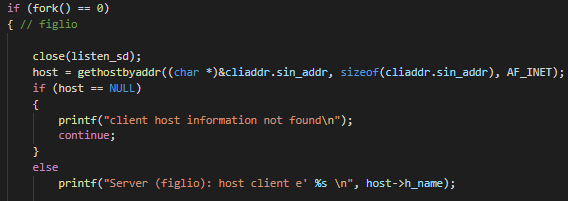 if (fork() == 0)
{ // figlio
close(listen_sd);
host = gethostbyaddr((char *)&cliaddr.sin_addr, sizeof(cliaddr.sin_addr), AF_INET);
if (host == NULL)
{
printf("client host information not found\n");
continue;
}
else
printf("Server (figlio): host client e' %s \n", host->h_name);